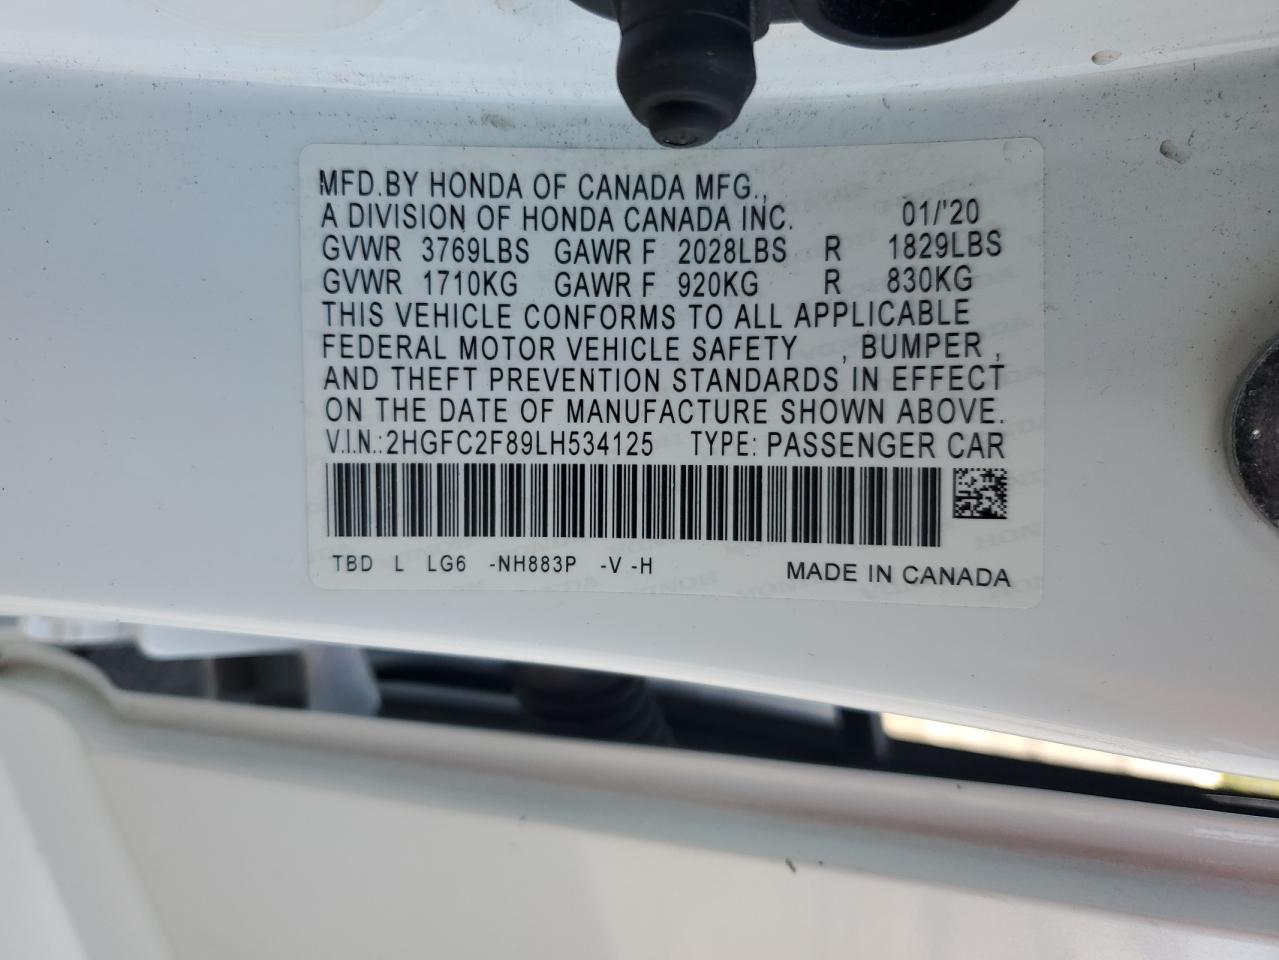 MFD.BY HONDA OF CANADA MFG.,
A DIVISION OF HONDA CANADA INC. 01/'20
GVWR 3769LBS GAWR F 2028LBS R 1829LBS
GVWR 1710KG GAWR F 920KG R 830KG
THIS VEHICLE CONFORMS TO ALL APPLICABLE
FEDERAL MOTOR VEHICLE SAFETY , BUMPER ,
AND THEFT PREVENTION STANDARDS IN EFFECT
ON THE DATE OF MANUFACTURE SHOWN ABOVE.
V.I.N.:2HGFC2F89LH534125 TYPE: PASSENGER CAR
TBD L LG6 -NH883P -V -H MADE IN CANADA